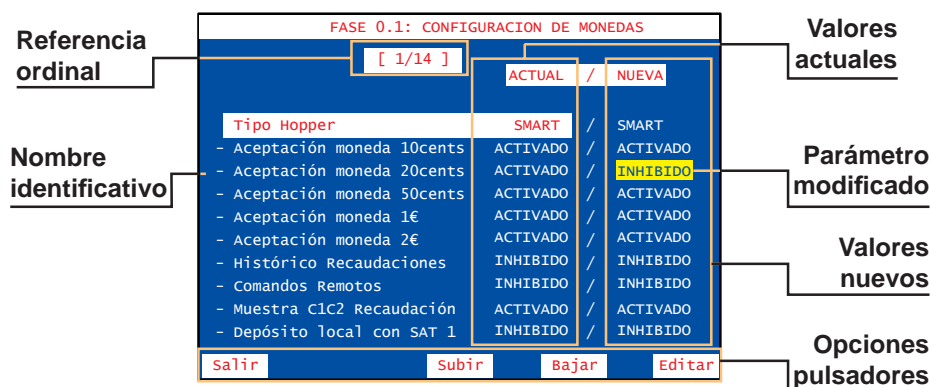 FASE 0.1: CONFIGURACION DE MONEDAS
Referencia
ordinal
[ 1/14 ]
Valores
actuales
ACTUAL / NUEVA
Tipo Hopper SMART / SMART
- Aceptación moneda 10cents ACTIVADO / ACTIVADO
- Aceptación moneda 20cents ACTIVADO / INHIBIDO
- Aceptación moneda 50cents ACTIVADO / ACTIVADO
- Aceptación moneda 1€ ACTIVADO / ACTIVADO
- Aceptación moneda 2€ ACTIVADO / ACTIVADO
- Histórico Recaudaciones INHIBIDO / INHIBIDO
- Comandos Remotos INHIBIDO / INHIBIDO
- Muestra C1C2 Recaudación ACTIVADO / ACTIVADO
- Depósito local con SAT 1 INHIBIDO / INHIBIDO
Nombre
identificativo
Parámetro
modificado
Valores
nuevos
Salir Subir Bajar Editar
Opciones
pulsadores